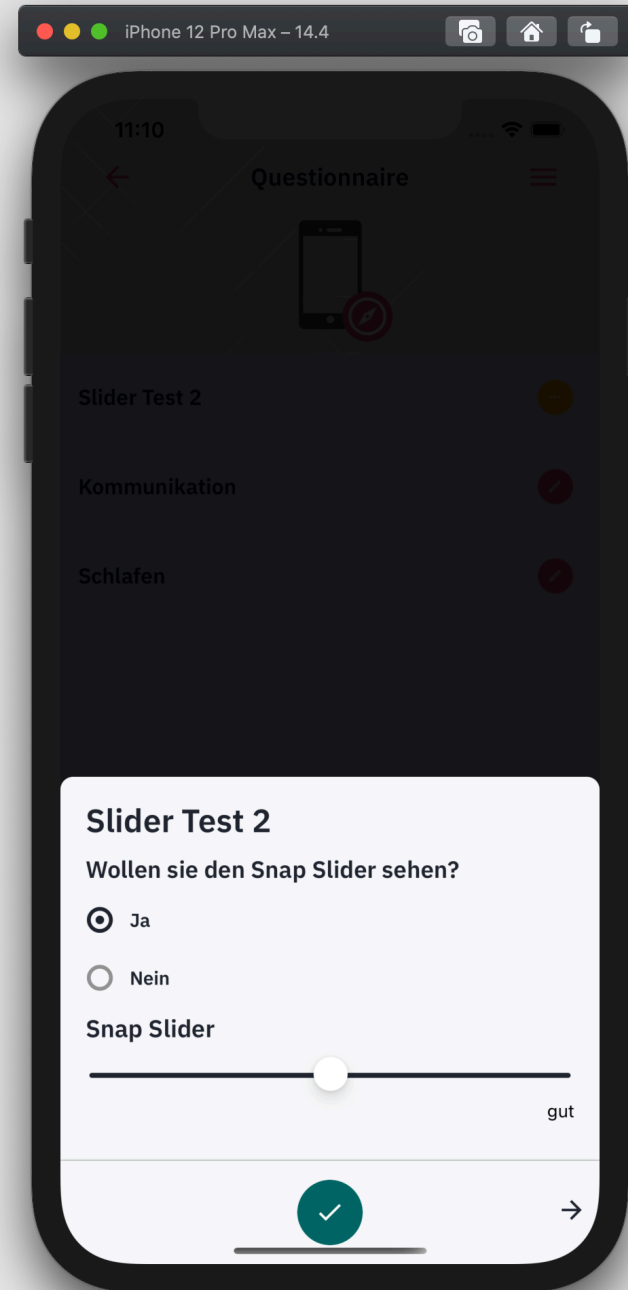 iPhone 12 Pro Max – 14.4
11:10
Questionnaire
Slider Test 2
Kommunikation
Schlafen
Slider Test 2
Wollen sie den Snap Slider sehen?
Ja
Nein
Snap Slider
gut